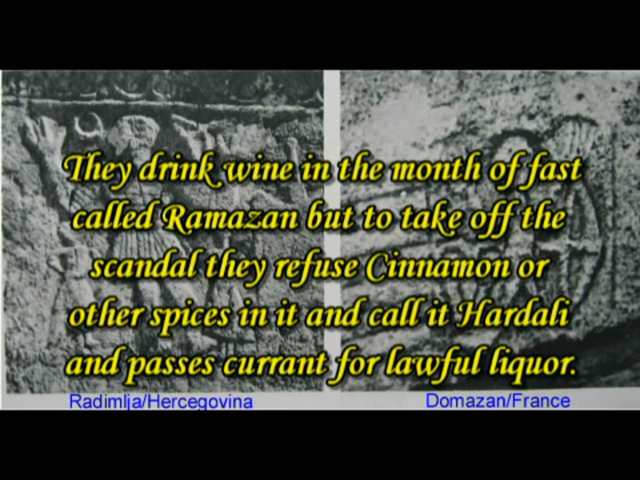 They drink wine in the month of fast
called Ramazan but to take off the
scandal they refuse Cinnamon or
other spices in it and call it Hardali
and passes currant for lawful liquor.
Radimlja/Hercegovina
Domazan/France